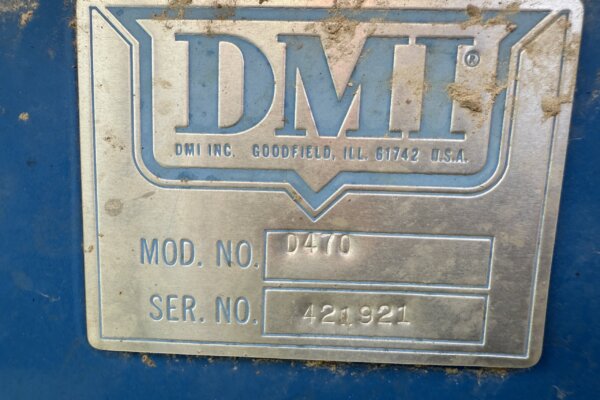 DMI®
DMI INC. GOODFIELD, ILL. 61742 U.S.A.
MOD. NO. D470
SER. NO. 421921